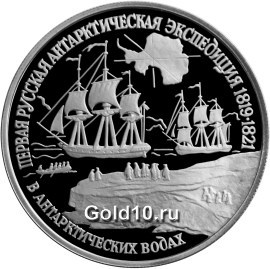 ПЕРВАЯ РУССКАЯ АНТАРКТИЧЕСКАЯ ЭКСПЕДИЦИЯ 1819-1821
Gold10.ru
В АНТАРКТИЧЕСКИХ ВОДАХ